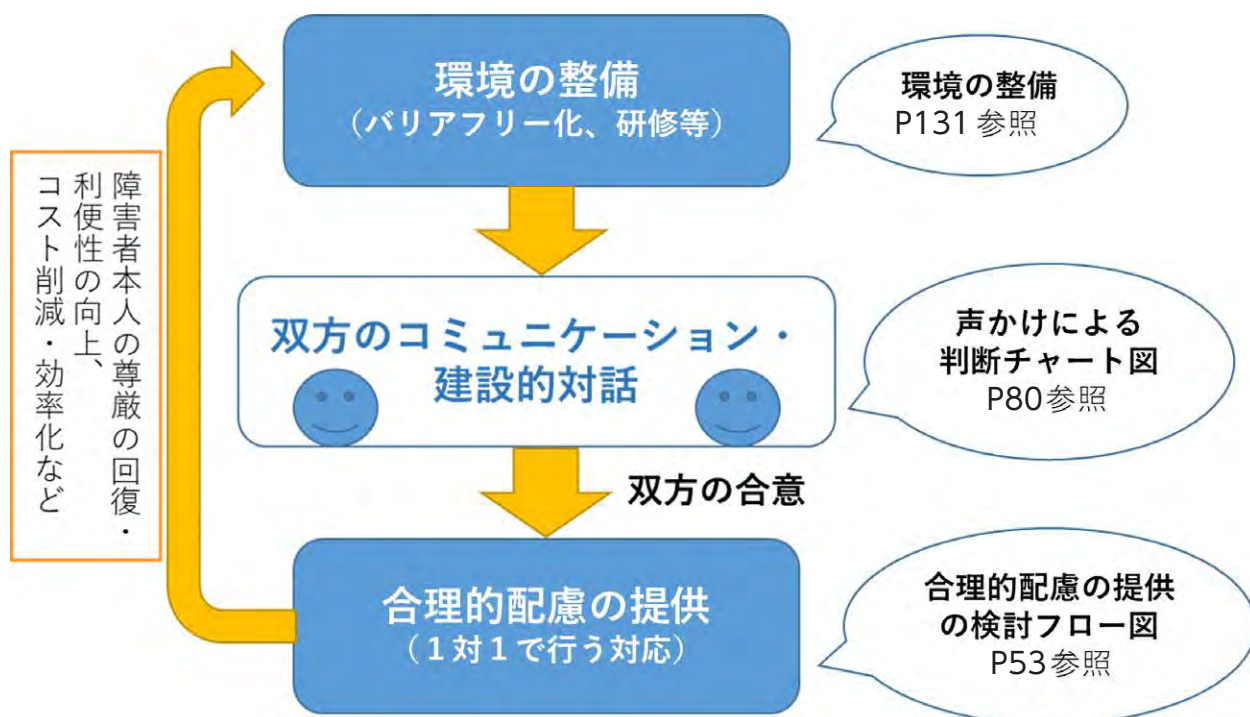 環境の整備
（バリアフリー化、研修等）
環境の整備
P131 参照
双方のコミュニケーション・
建設的対話
声かけによる
判断チャート図
P80参照
双方の合意
合理的配慮の提供
（１対１で行う対応）
合理的配慮の提供
の検討フロー図
P53参照
障害者本人の尊厳の回復・
利便性の向上、
コスト削減・効率化など